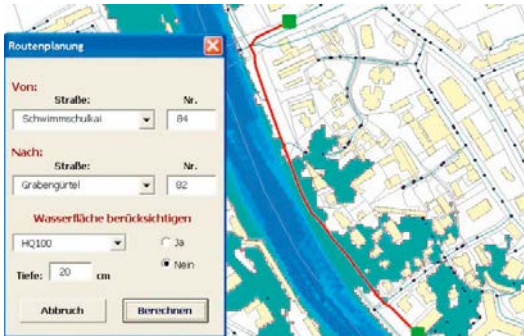 Routenplanung
Von:
Straße: Nr.
Schwimmschulkai 84
Nach:
Straße: Nr.
Grabengürtel 82
Wasserfläche berücksichtigen
HQ100 Ja
Tiefe: 20 cm Nein
Abbruch Berechnen